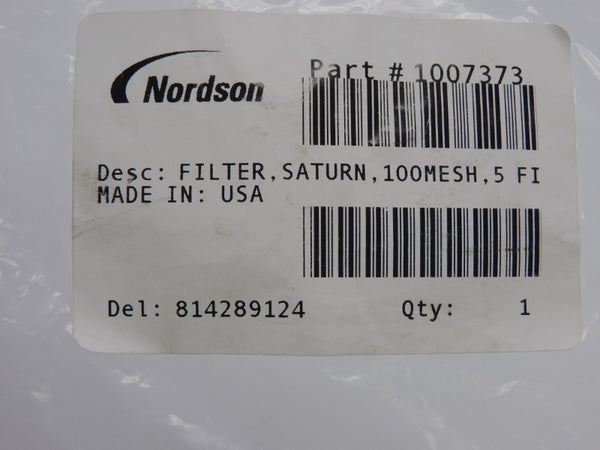 Nordson
Part # 1007373
Desc: FILTER,SATURN,100MESH,5 FI
MADE IN: USA
Del: 814289124
Qty: 1